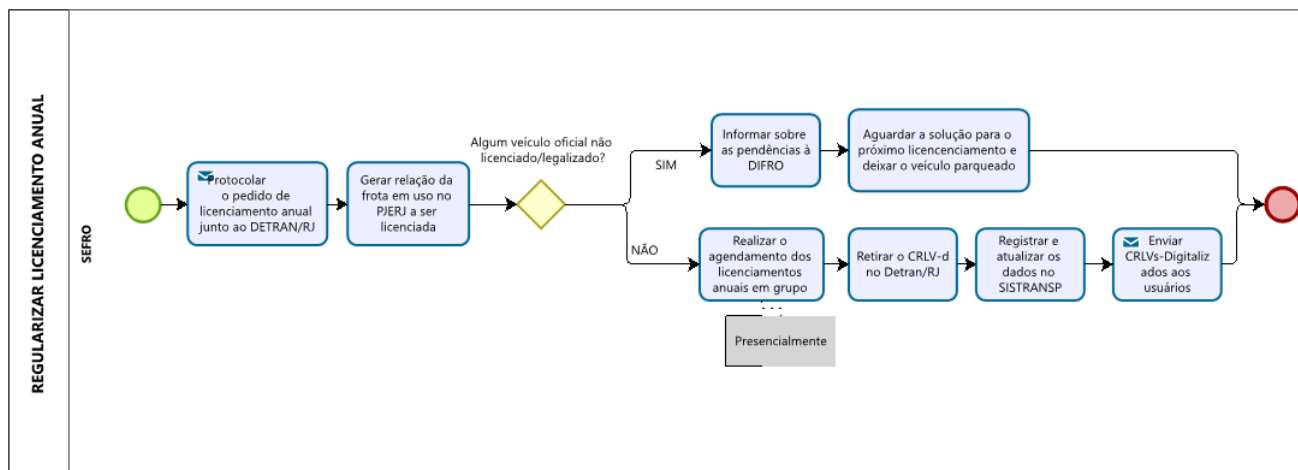 REGULARIZAR LICENCIAMENTO ANUAL
SEFRO
Protocolar
o pedido de
licenciamento anual
junto ao DETRAN/RJ
Gerar relação da
frota em uso no
PJERJ a ser
licenciada
Algum veículo oficial não
licenciado/legalizado?
SIM
Informar sobre
as pendências à
DIFRO
Aguardar a solução para o
próximo licencenciamento e
deixar o veículo parqueado
NÃO
Realizar o
agendamento dos
licenciamentos
anuais em grupo
Presencialmente
Retirar o CRLV-d
no Detran/RJ
Registrar e
atualizar os
dados no
SISTRANSP
Enviar
CRLVs-Digitaliz
ados aos
usuários